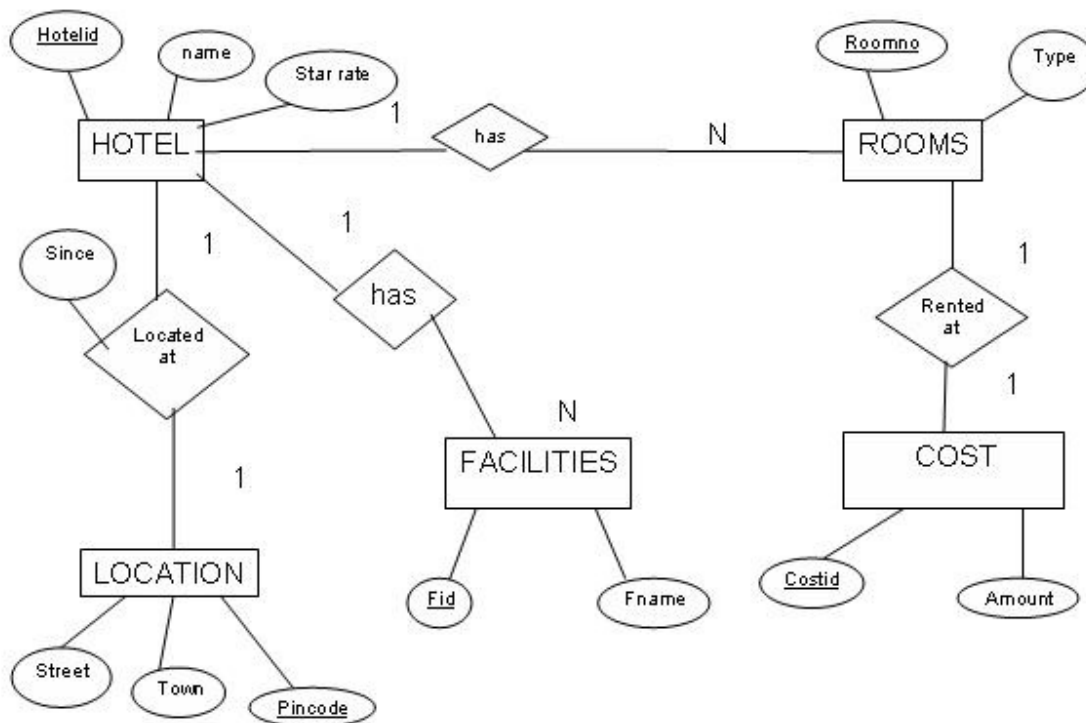 Hotelid
name
Star rate
Roomno
Type
HOTEL
1
has
N
ROOMS
Since
1
1
1
Located
at
has
Rented
at
1
N
1
FACILITIES
COST
LOCATION
Fid
Fname
Costid
Amount
Street
Town
Pincode